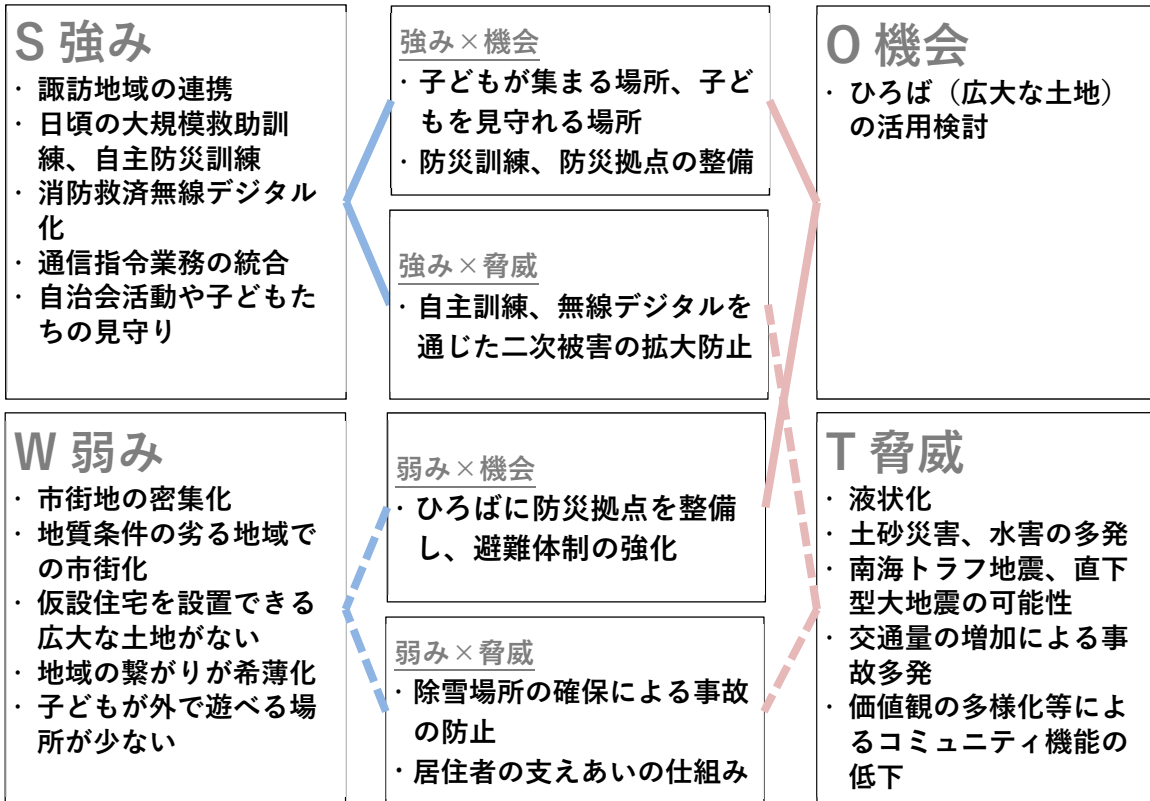 S 強み
・ 諏訪地域の連携
・ 日頃の大規模救助訓
練、自主防災訓練
・ 消防救済無線デジタル
化
・ 通信指令業務の統合
・ 自治会活動や子どもた
ちの見守り
強み×機会
・ 子どもが集まる場所、子ど
もを見守れる場所
・ 防災訓練、防災拠点の整備
強み×脅威
・ 自主訓練、無線デジタルを
通じた二次被害の拡大防止
O 機会
・ ひろば（広大な土地）
の活用検討
W 弱み
・ 市街地の密集化
・ 地質条件の劣る地域で
の市街化
・ 仮設住宅を設置できる
広大な土地がない
・ 地域の繋がりが希薄化
・ 子どもが外で遊べる場
所が少ない
弱み×機会
・ ひろばに防災拠点を整備
し、避難体制の強化
弱み×脅威
・ 除雪場所の確保による事故
の防止
・ 居住者の支えあいの仕組み
T 脅威
・ 液状化
・ 土砂災害、水害の多発
・ 南海トラフ地震、直下
型大地震の可能性
・ 交通量の増加による事
故多発
・ 価値観の多様化等によ
るコミュニティ機能の
低下